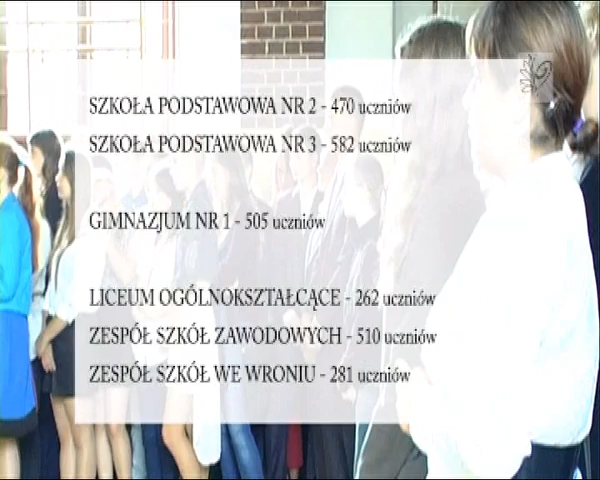 SZKOŁA PODSTAWOWA NR 2 - 470 uczniów
SZKOŁA PODSTAWOWA NR 3 - 582 uczniów
GIMNAZJUM NR 1 - 505 uczniów
LICEUM OGÓLNOKSZTAŁCĄCE - 262 uczniów
ZESPÓŁ SZKÓŁ ZAWODOWYCH - 510 uczniów
ZESPÓŁ SZKÓŁ WE WRONIU - 281 uczniów